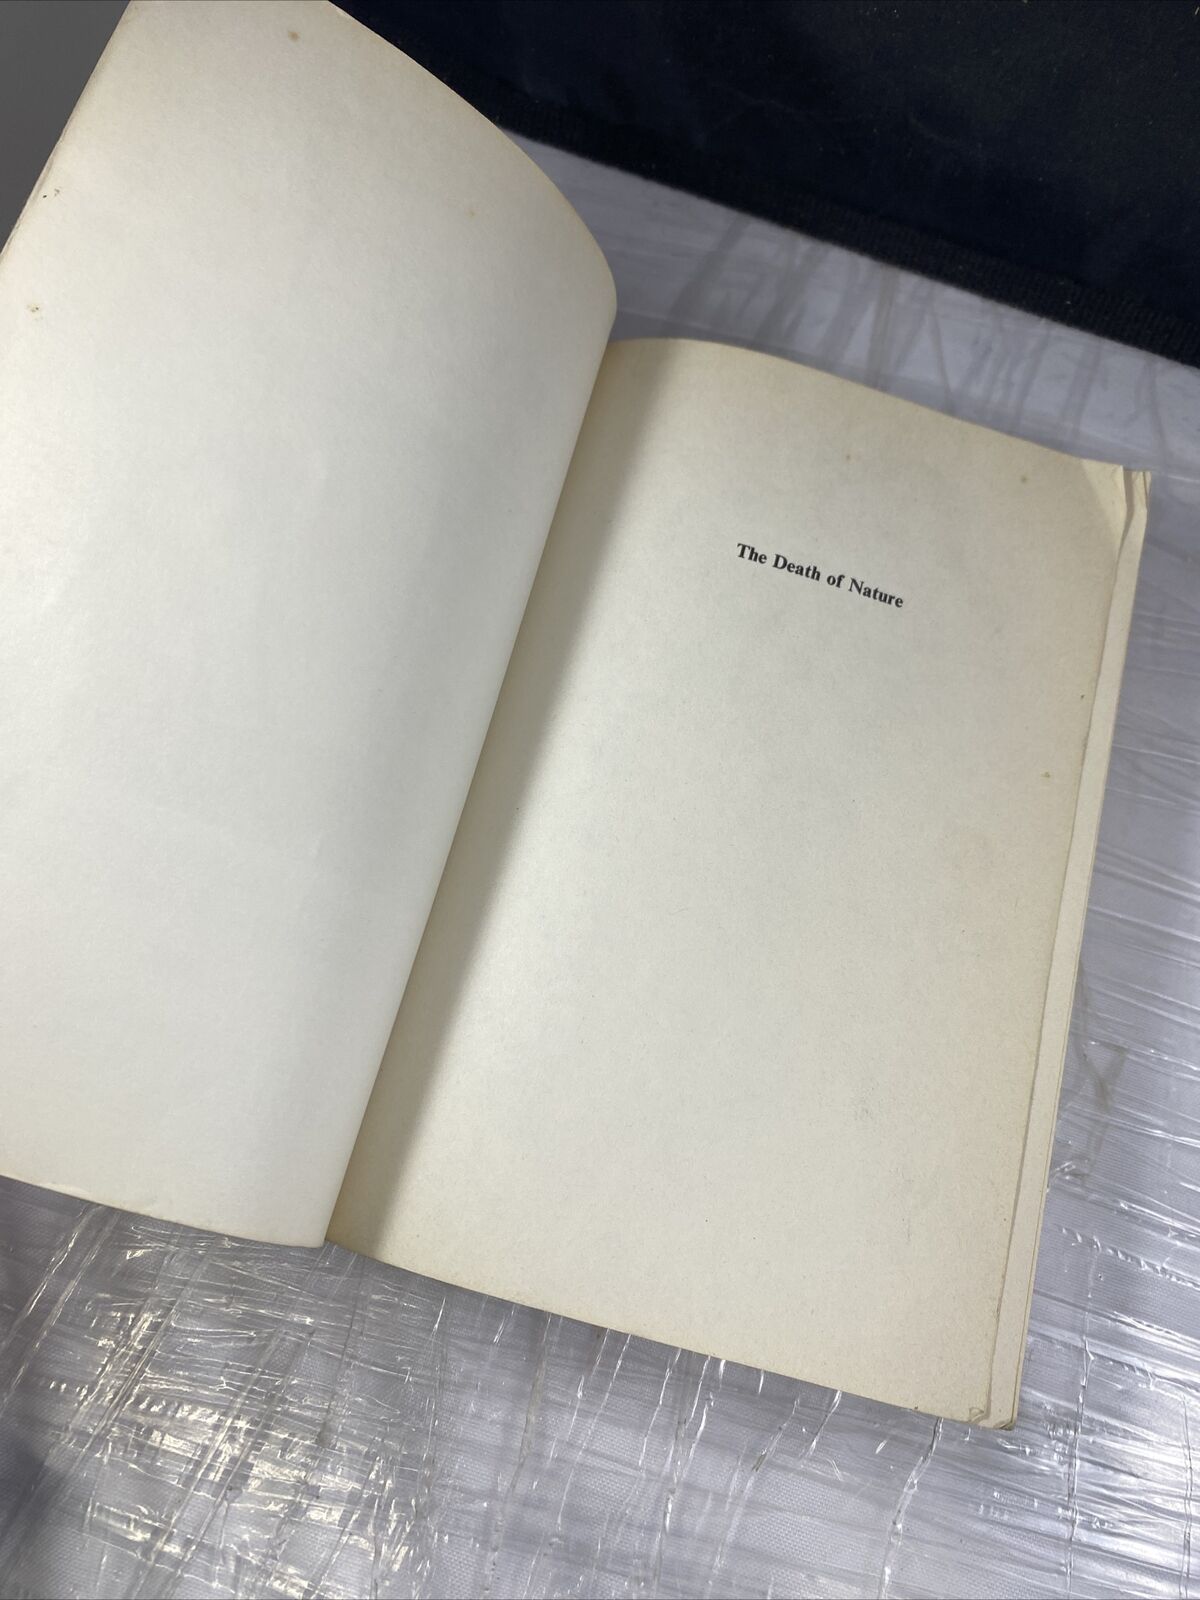 The Death of Nature